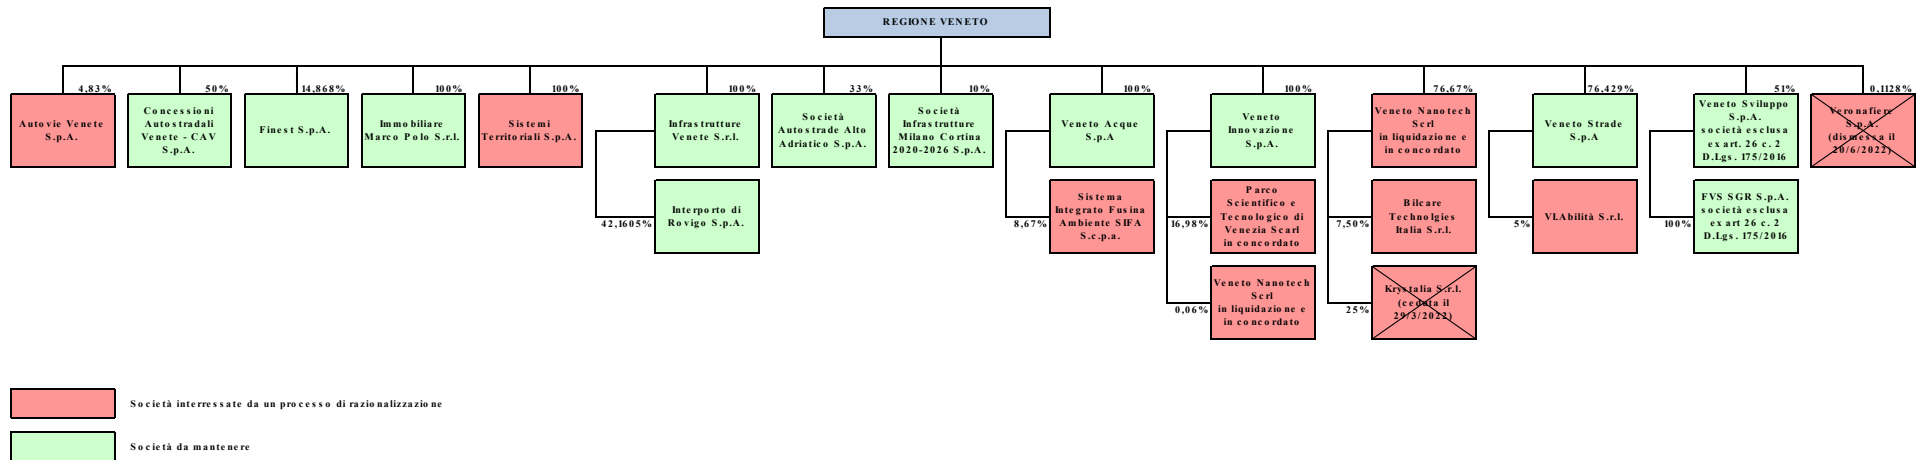 REGIONE VENETO
4,83%
50%
14,868%
100%
100%
100%
33%
10%
100%
100%
76,67%
76,429%
51%
0,1128%
Autovie Venete
S.p.A.
Concessioni
Autostradali
Venete - CAV
S.p.A.
Finest S.p.A.
Immobiliare
Marco Polo S.r.l.
Sistemi
Territoriali S.p.A.
Infrastrutture
Venete S.r.l.
Società
Autostrade Alto
Adriatico S.p.A.
Società
Infrastrutture
Milano Cortina
2020-2026 S.p.A.
Veneto Acque
S.p.A
Veneto
Innovazione
S.p.A.
Veneto Nanotech
Scrl
in liquidazione e
in concordato
Veneto Strade
S.p.A
Veneto Sviluppo
S.p.A.
società esclusa
ex art. 26 c. 2
D.Lgs. 175/2016
Veronafiere
S.p.A.
(dismessa il
20/6/2022)
42,1605%
Interporto di
Rovigo S.p.A.
8,67%
Sistema
Integrato Fusina
Ambiente SIFA
S.c.p.a.
16,98%
Parco
Scientifico e
Tecnologico di
Venezia Scarl
in concordato
7,50%
Bilcare
Technolgies
Italia S.r.l.
5%
VI.Abilità S.r.l.
100%
FVS SGR S.p.A.
società esclusa
ex art 26 c. 2
D.Lgs. 175/2016
0,06%
Veneto Nanotech
Scrl
in liquidazione e
in concordato
25%
Krystalia S.r.l.
(ceduta il
29/3/2022)
Società interressate da un processo di razionalizzazione
Società da mantenere